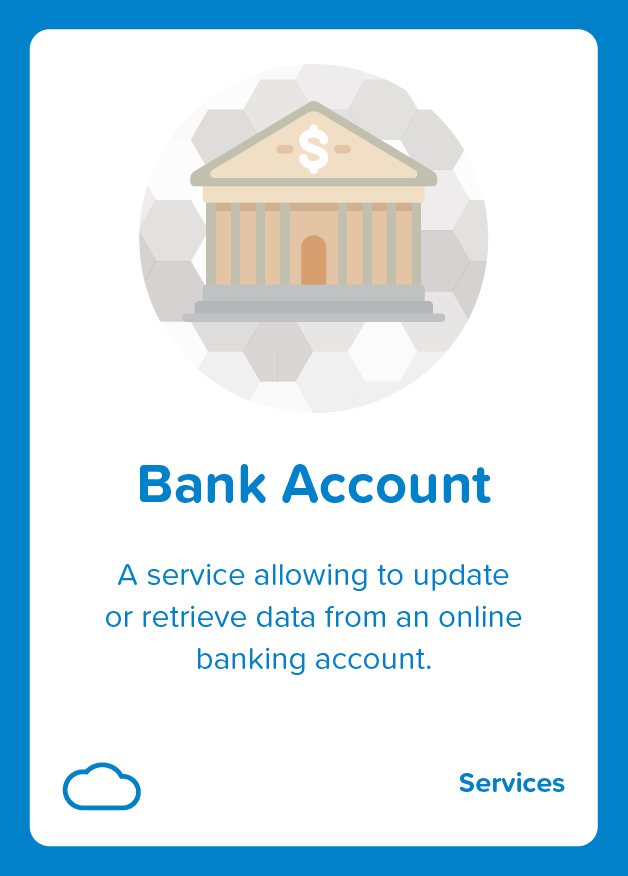 $
Bank Account
A service allowing to update
or retrieve data from an online
banking account.
Services